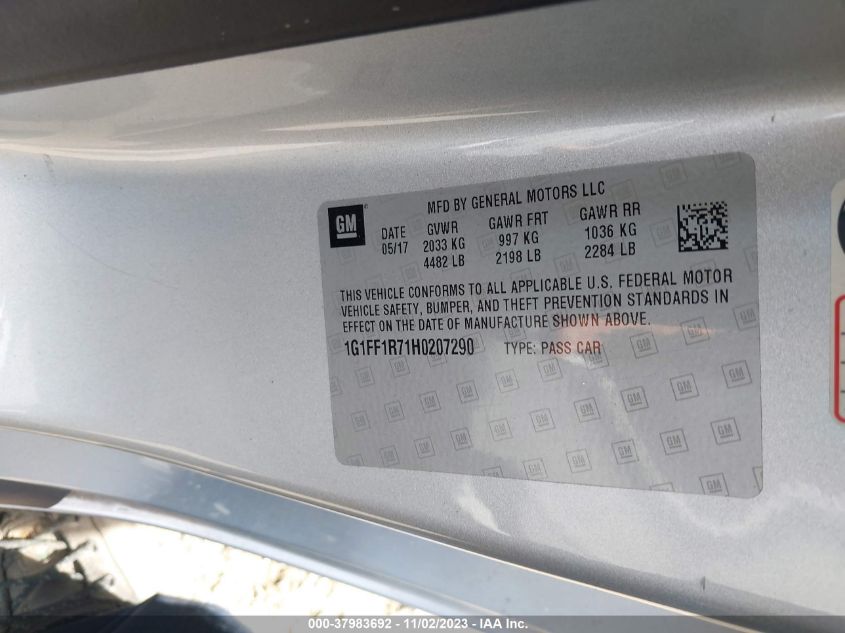 GM
MFD BY GENERAL MOTORS LLC
DATE GVWR GAWR FRT GAWR RR
05/17 2033 KG 997 KG 1036 KG
4482 LB 2198 LB 2284 LB
THIS VEHICLE CONFORMS TO ALL APPLICABLE U.S. FEDERAL MOTOR
VEHICLE SAFETY, BUMPER, AND THEFT PREVENTION STANDARDS IN
EFFECT ON THE DATE OF MANUFACTURE SHOWN ABOVE.
1G1FF1R71H0207290 TYPE: PASS CAR
000-37983692 - 11/02/2023 - IAA Inc.